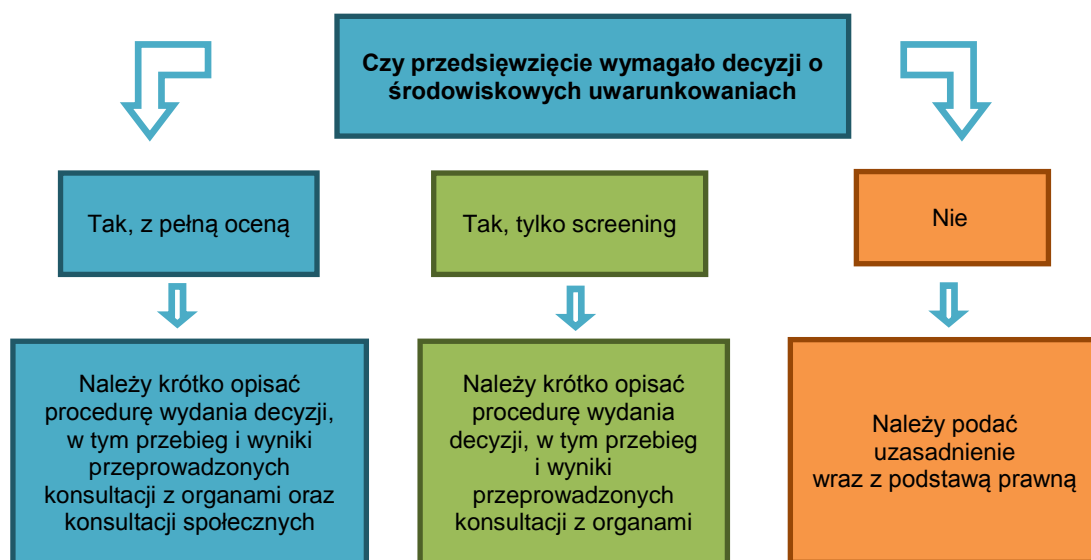 Czy przedsięwzięcie wymagało decyzji o
środowiskowych uwarunkowaniach
Tak, z pełną oceną
Tak, tylko screening
Nie
Należy krótko opisać
procedurę wydania decyzji,
w tym przebieg i wyniki
przeprowadzonych
konsultacji z organami oraz
konsultacji społecznych
Należy krótko opisać
procedurę wydania
decyzji, w tym przebieg
i wyniki
przeprowadzonych
konsultacji z organami
Należy podać
uzasadnienie
wraz z podstawą prawną